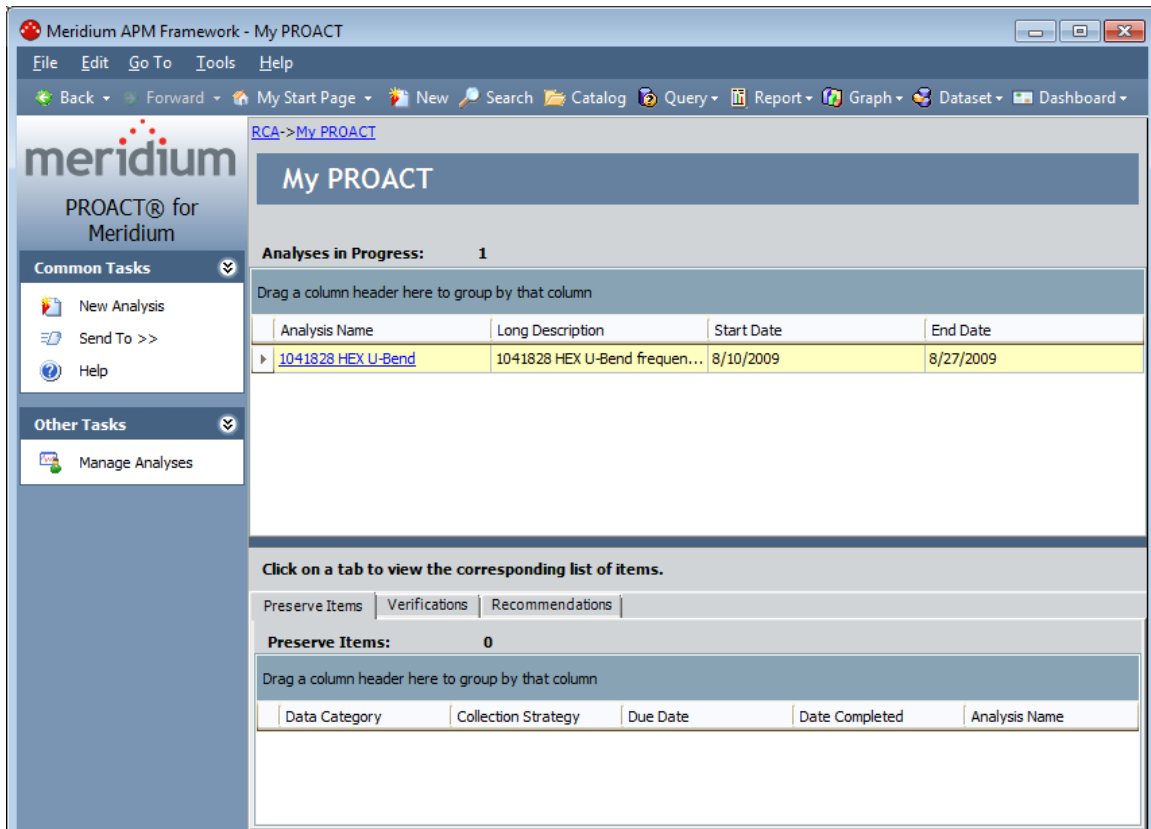 Meridium APM Framework - My PROACT
File Edit Go To Tools Help
Back Forward My Start Page New Search Catalog Query Report Graph Dataset Dashboard
meridium
PROACT® for
Meridium
Common Tasks
New Analysis
Send To >>
Help
Other Tasks
Manage Analyses
RCA->My PROACT
My PROACT
Analyses in Progress: 1
Drag a column header here to group by that column
Analysis Name Long Description Start Date End Date
1041828 HEX U-Bend 1041828 HEX U-Bend frequen... 8/10/2009 8/27/2009
Click on a tab to view the corresponding list of items.
Preserve Items Verifications Recommendations
Preserve Items: 0
Drag a column header here to group by that column
Data Category Collection Strategy Due Date Date Completed Analysis Name